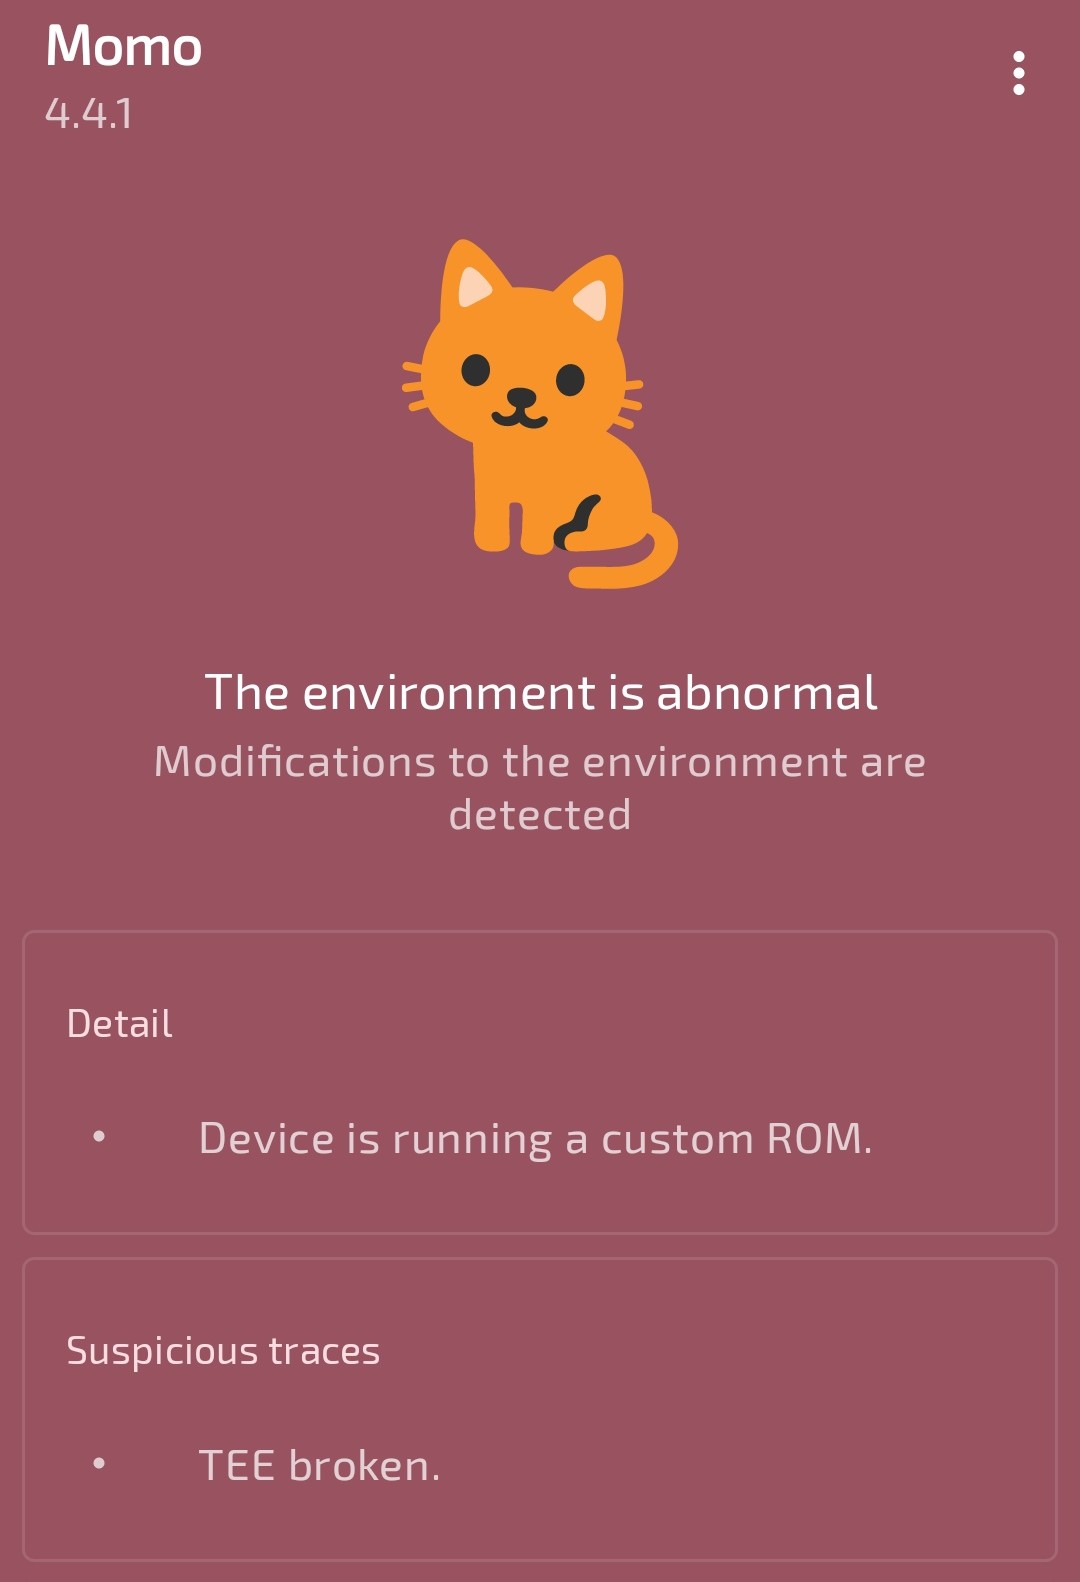 Momo
4.4.1
The environment is abnormal
Modifications to the environment are
detected
Detail
• Device is running a custom ROM.
Suspicious traces
• TEE broken.